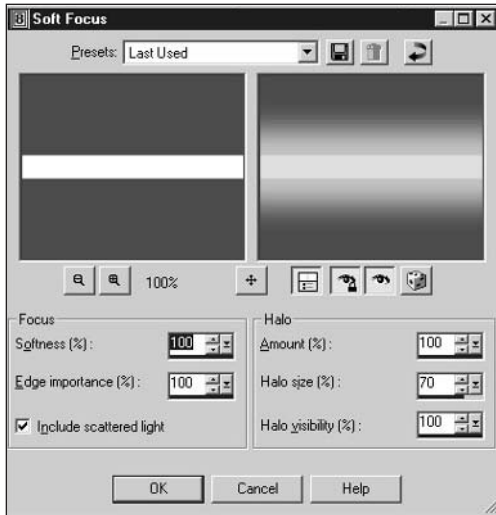 8 Soft Focus
Presets: Last Used
100%
Focus
Softness (%) : 100
Edge importance (%) : 100
Include scattered light
Halo
Amount (%) : 100
Halo size (%) : 70
Halo visibility (%) : 100
OK Cancel Help